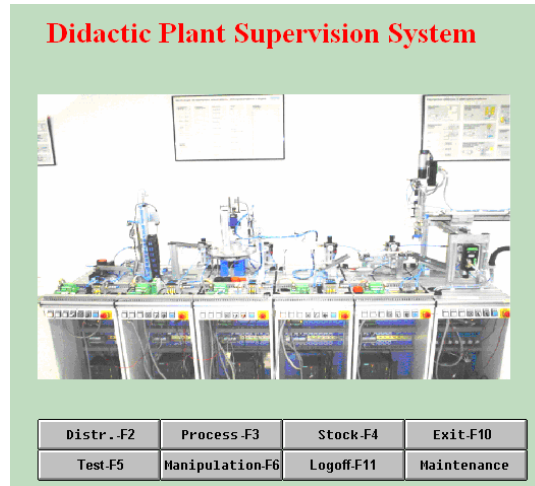 Didactic Plant Supervision System
Distr.-F2 Process-F3 Stock-F4 Exit-F10
Test-F5 Manipulation-F6 Logoff-F11 Maintenance